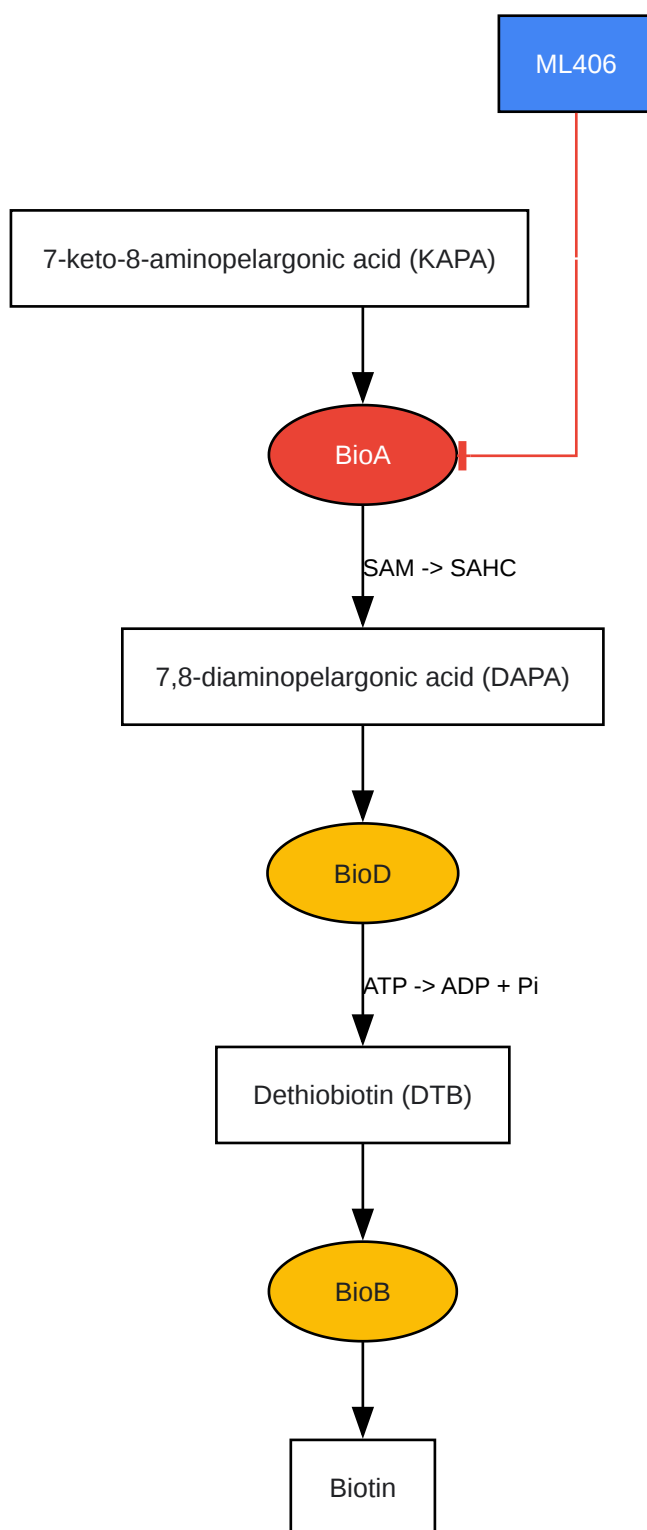 ML406
7-keto-8-aminopelargonic acid (KAPA)
BioA
SAM -> SAHC
7,8-diaminopelargonic acid (DAPA)
BioD
ATP -> ADP + Pi
Dethiobiotin (DTB)
BioB
Biotin